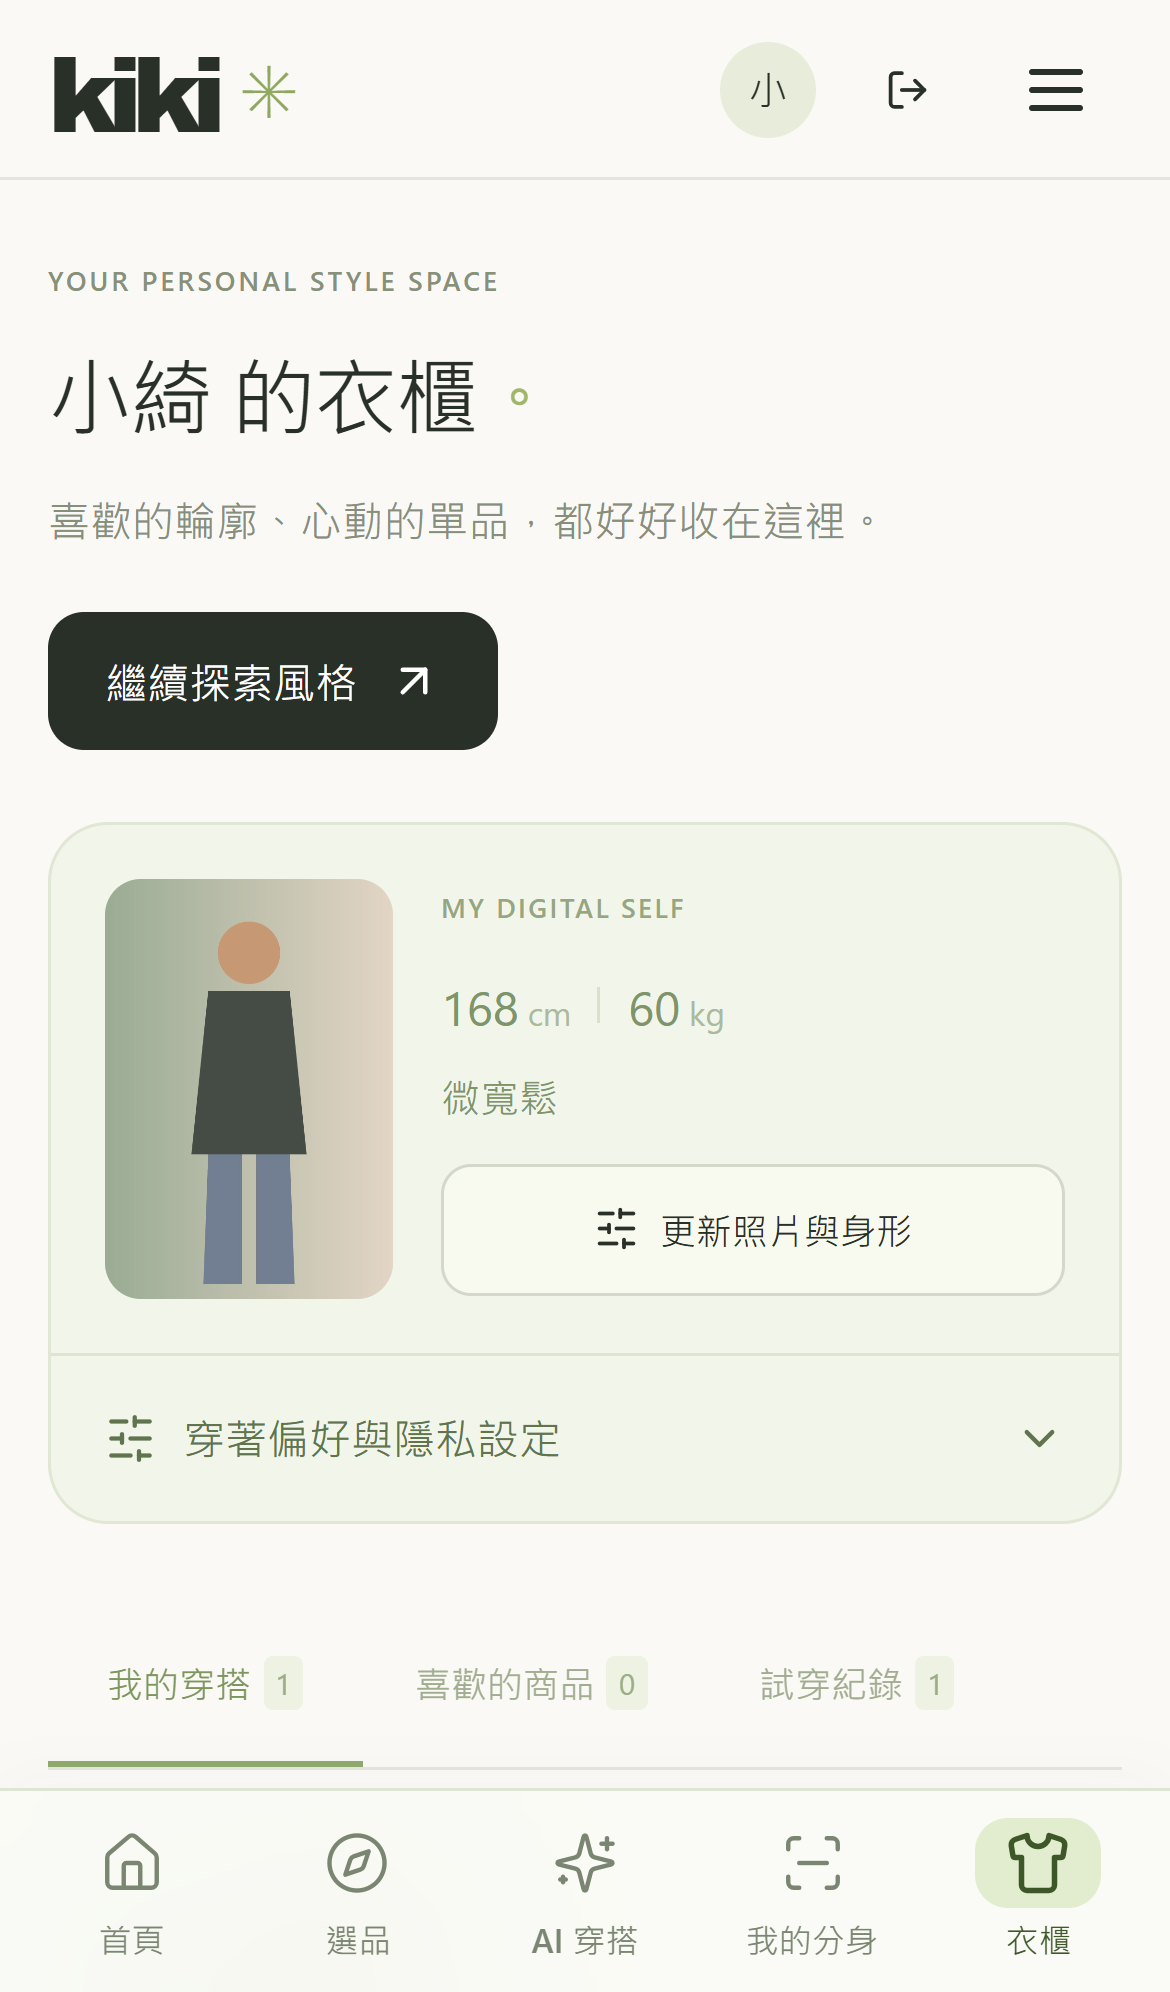 kiki
小
YOUR PERSONAL STYLE SPACE
小綺 的衣櫃。
喜歡的輪廓、心動的單品，都好好收在這裡。
繼續探索風格
MY DIGITAL SELF
168 cm 60 kg
微寬鬆
更新照片與身形
穿著偏好與隱私設定
我的穿搭 1 喜歡的商品 0 試穿紀錄 1
首頁 選品 AI 穿搭 我的分身 衣櫃